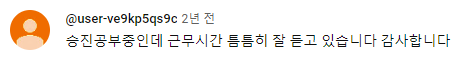 @user-ve9kp5qs9c 2년 전
승진공부중인데 근무시간 틈틈히 잘 듣고 있습니다 감사합니다